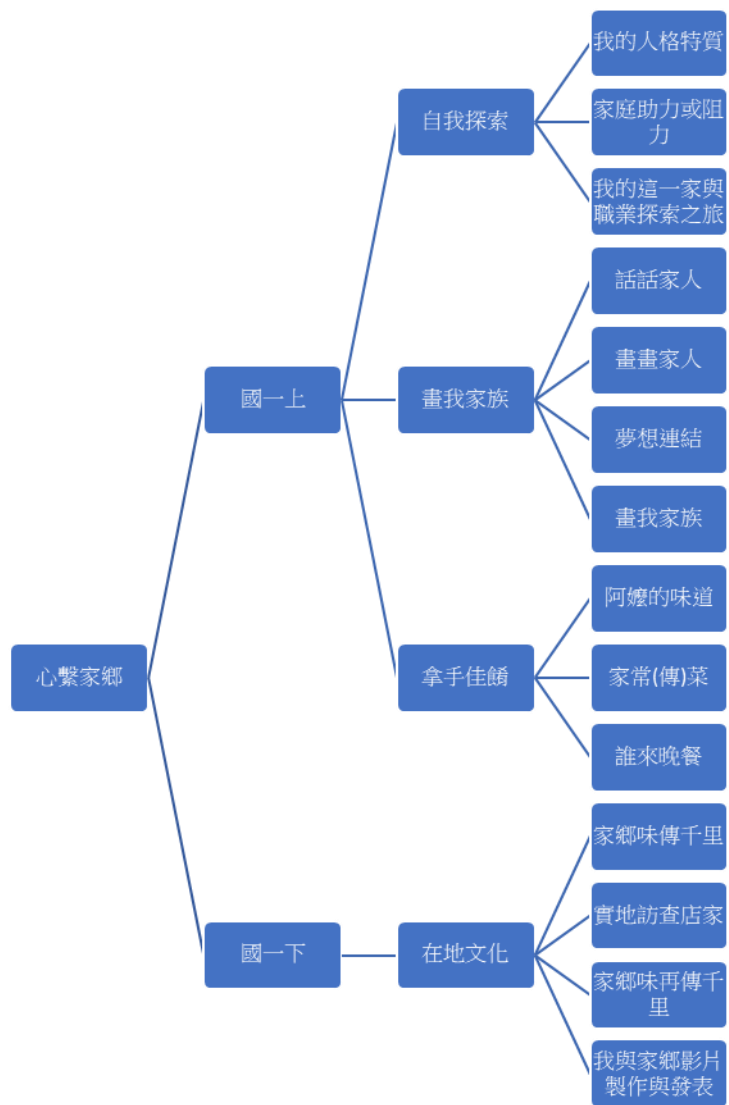 心繫家鄉
國一上
自我探索
我的人格特質
家庭助力或阻
力
我的這一家與
職業探索之旅
畫我家族
話話家人
畫畫家人
夢想連結
畫我家族
拿手佳餚
阿嬤的味道
家常(傳)菜
誰來晚餐
國一下
在地文化
家鄉味傳千里
實地訪查店家
家鄉味再傳千
里
我與家鄉影片
製作與發表